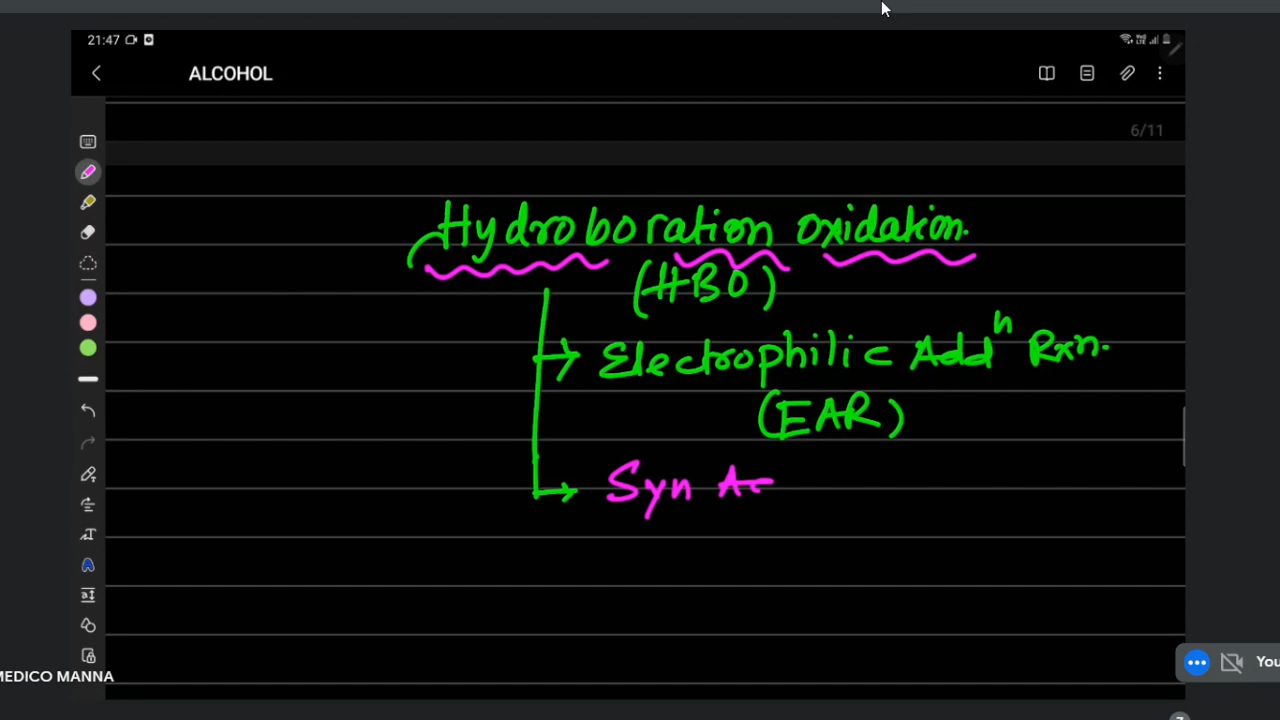 21:47
ALCOHOL
6/11
Hydroboration oxidation.
(HBO)
Electrophilic Addn Rxn.
(EAR)
Syn
MEDICO MANNA
You